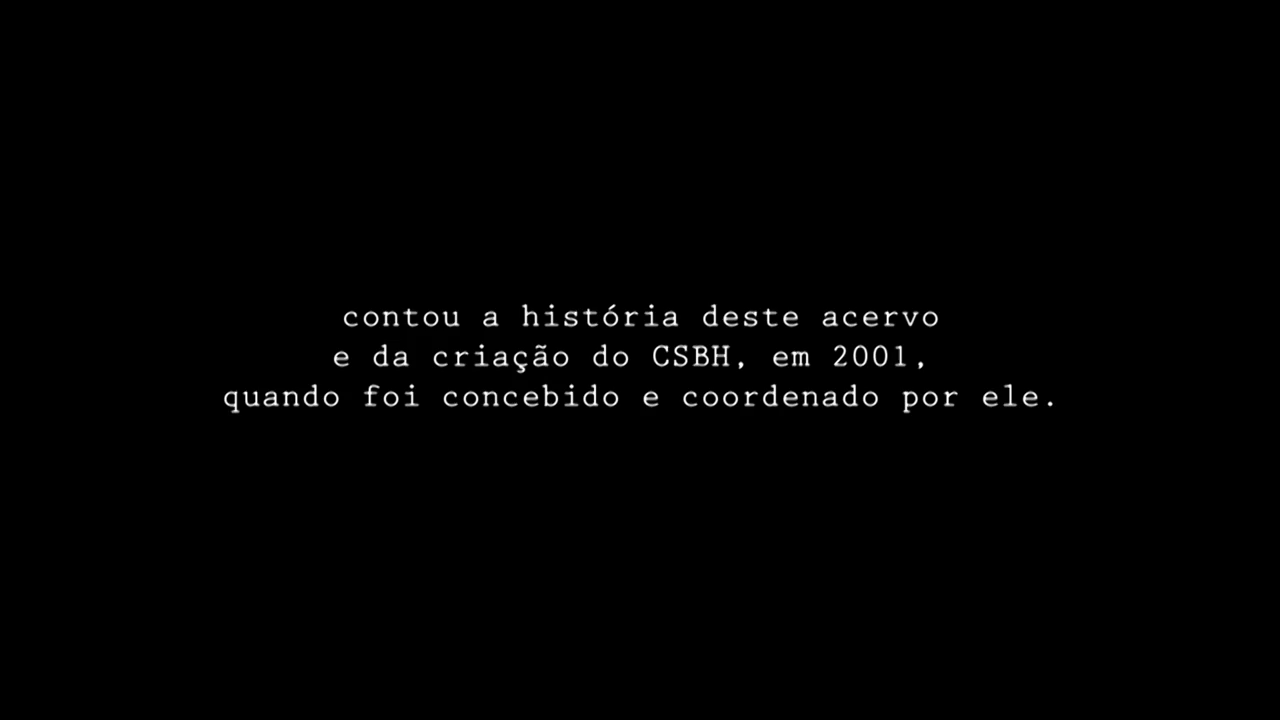 contou a história deste acervo
e da criação do CSBH, em 2001,
quando foi concebido e coordenado por ele.